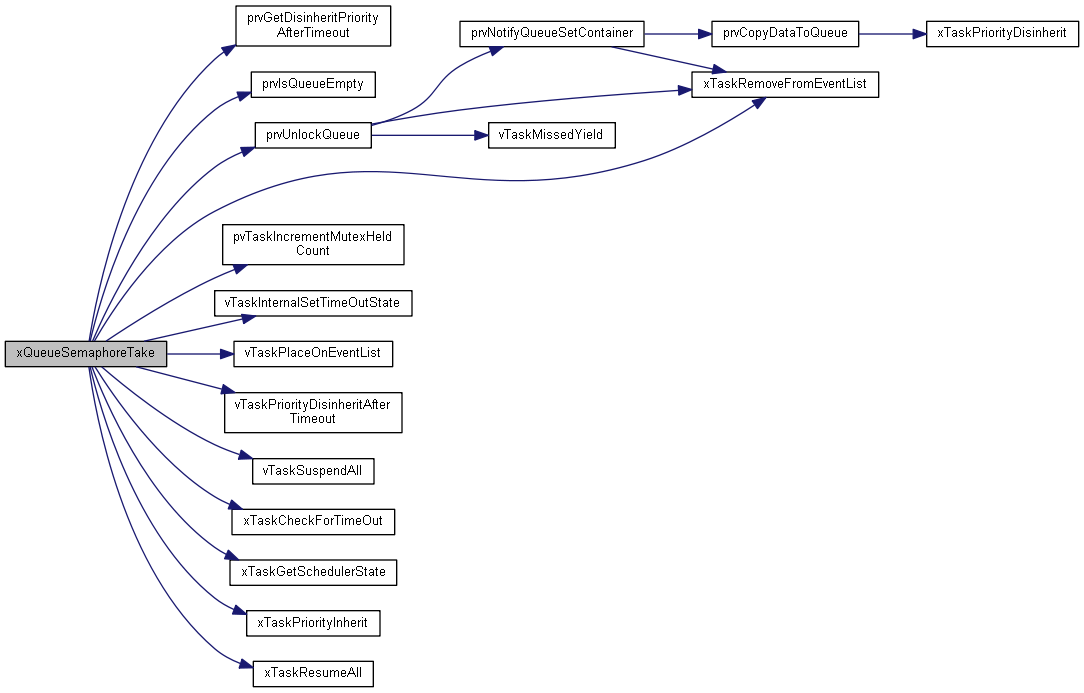 prvGetDisinheritPriority
AfterTimeout
prvNotifyQueueSetContainer
prvCopyDataToQueue
xTaskPriorityDisinherit
prvIsQueueEmpty
xTaskRemoveFromEventList
prvUnlockQueue
vTaskMissedYield
pvTaskIncrementMutexHeld
Count
vTaskInternalSetTimeOutState
xQueueSemaphoreTake
vTaskPlaceOnEventList
vTaskPriorityDisinheritAfter
Timeout
vTaskSuspendAll
xTaskCheckForTimeOut
xTaskGetSchedulerState
xTaskPriorityInherit
xTaskResumeAll